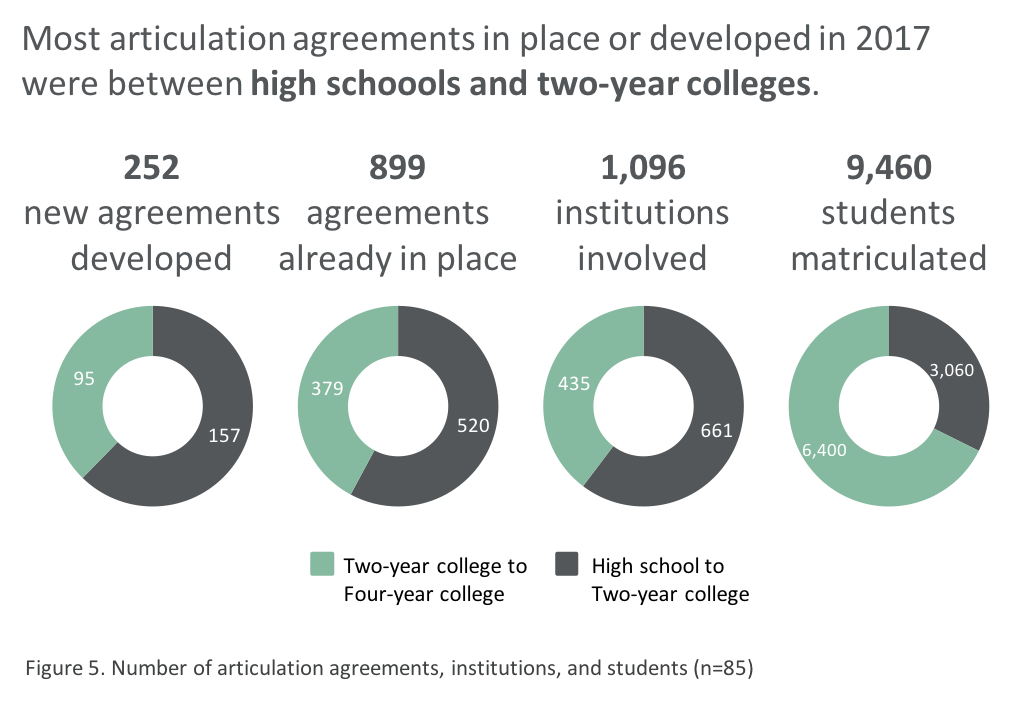 Most articulation agreements in place or developed in 2017
were between high schoools and two-year colleges.
252
new agreements
developed
899
agreements
already in place
1,096
institutions
involved
9,460
students
matriculated
95
157
379
520
435
661
3,060
6,400
Two-year college to
Four-year college
High school to
Two-year college
Figure 5. Number of articulation agreements, institutions, and students (n=85)